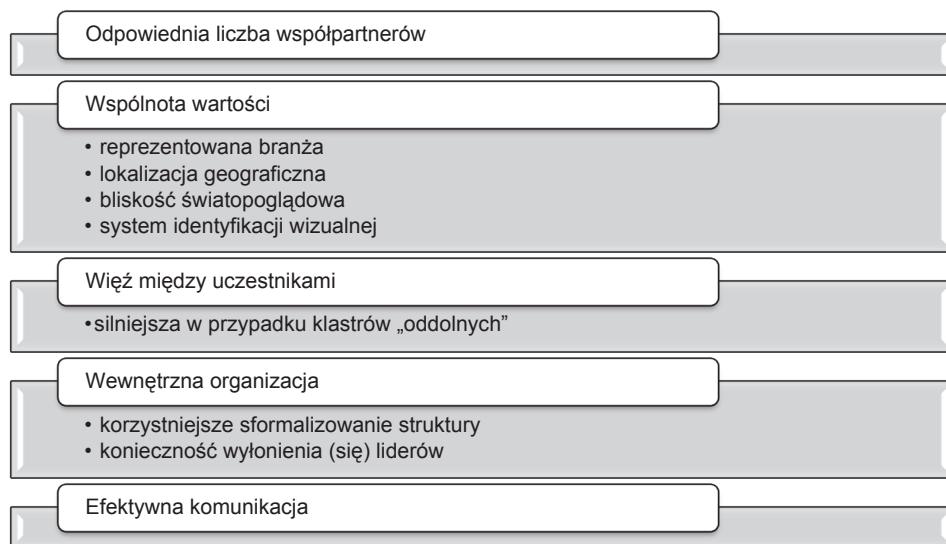 Odpowiednia liczba współpartnerów
Wspólnota wartości
• reprezentowana branża
• lokalizacja geograficzna
• bliskość światopoglądowa
• system identyfikacji wizualnej
Więź między uczestnikami
•silniejsza w przypadku klastrów „oddolnych”
Wewnętrzna organizacja
• korzystniejsze sformalizowanie struktury
• konieczność wyłonienia (się) liderów
Efektywna komunikacja